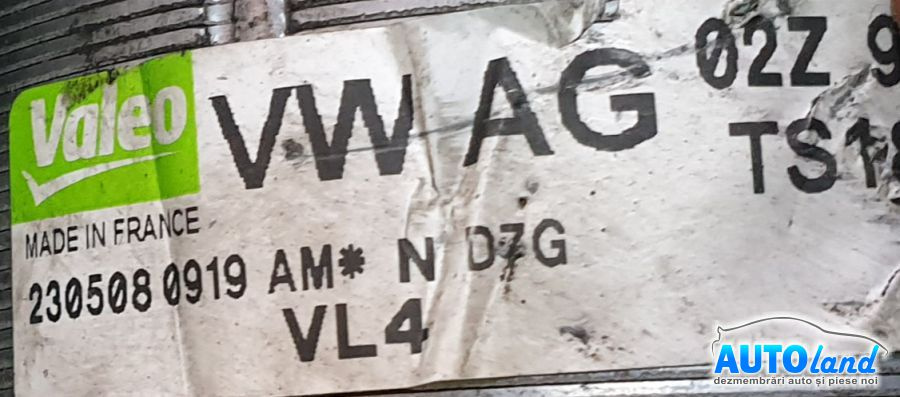 Valeo
VW AG
02Z 9
TS18
MADE IN FRANCE
230508 0919 AM* N D7G
VL4
AUTOland
dezmembrări auto și piese noi